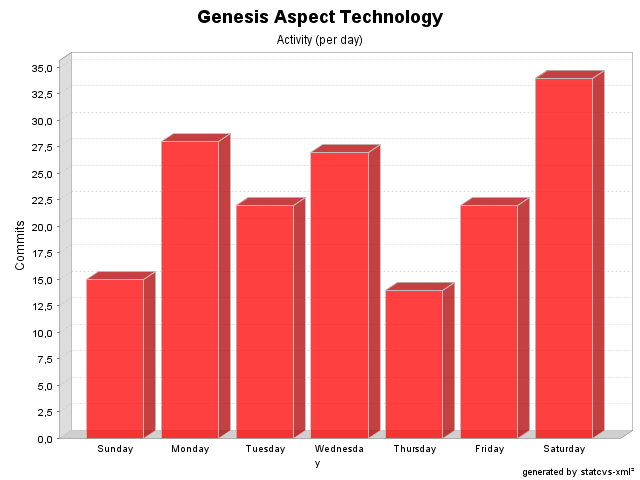 Genesis Aspect Technology
Activity (per day)
35,0
32,5
30,0
27,5
25,0
22,5
20,0
17,5
15,0
12,5
10,0
7,5
5,0
2,5
0,0
Commits
Sunday Monday Tuesday Wednesda Thursday Friday Saturday
y
generated by statcvs-xml²